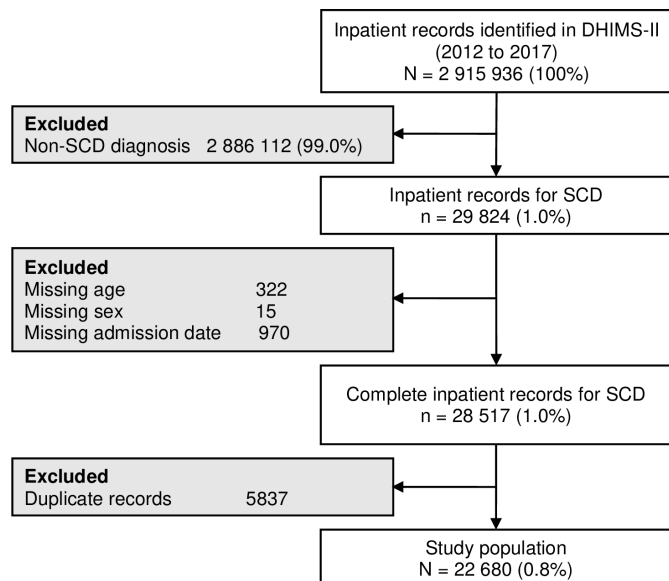 Inpatient records identified in DHIMS-II
(2012 to 2017)
N = 2 915 936 (100%)
Excluded
Non-SCD diagnosis 2 886 112 (99.0%)
Inpatient records for SCD
n = 29 824 (1.0%)
Excluded
Missing age 322
Missing sex 15
Missing admission date 970
Complete inpatient records for SCD
n = 28 517 (1.0%)
Excluded
Duplicate records 5837
Study population
N = 22 680 (0.8%)